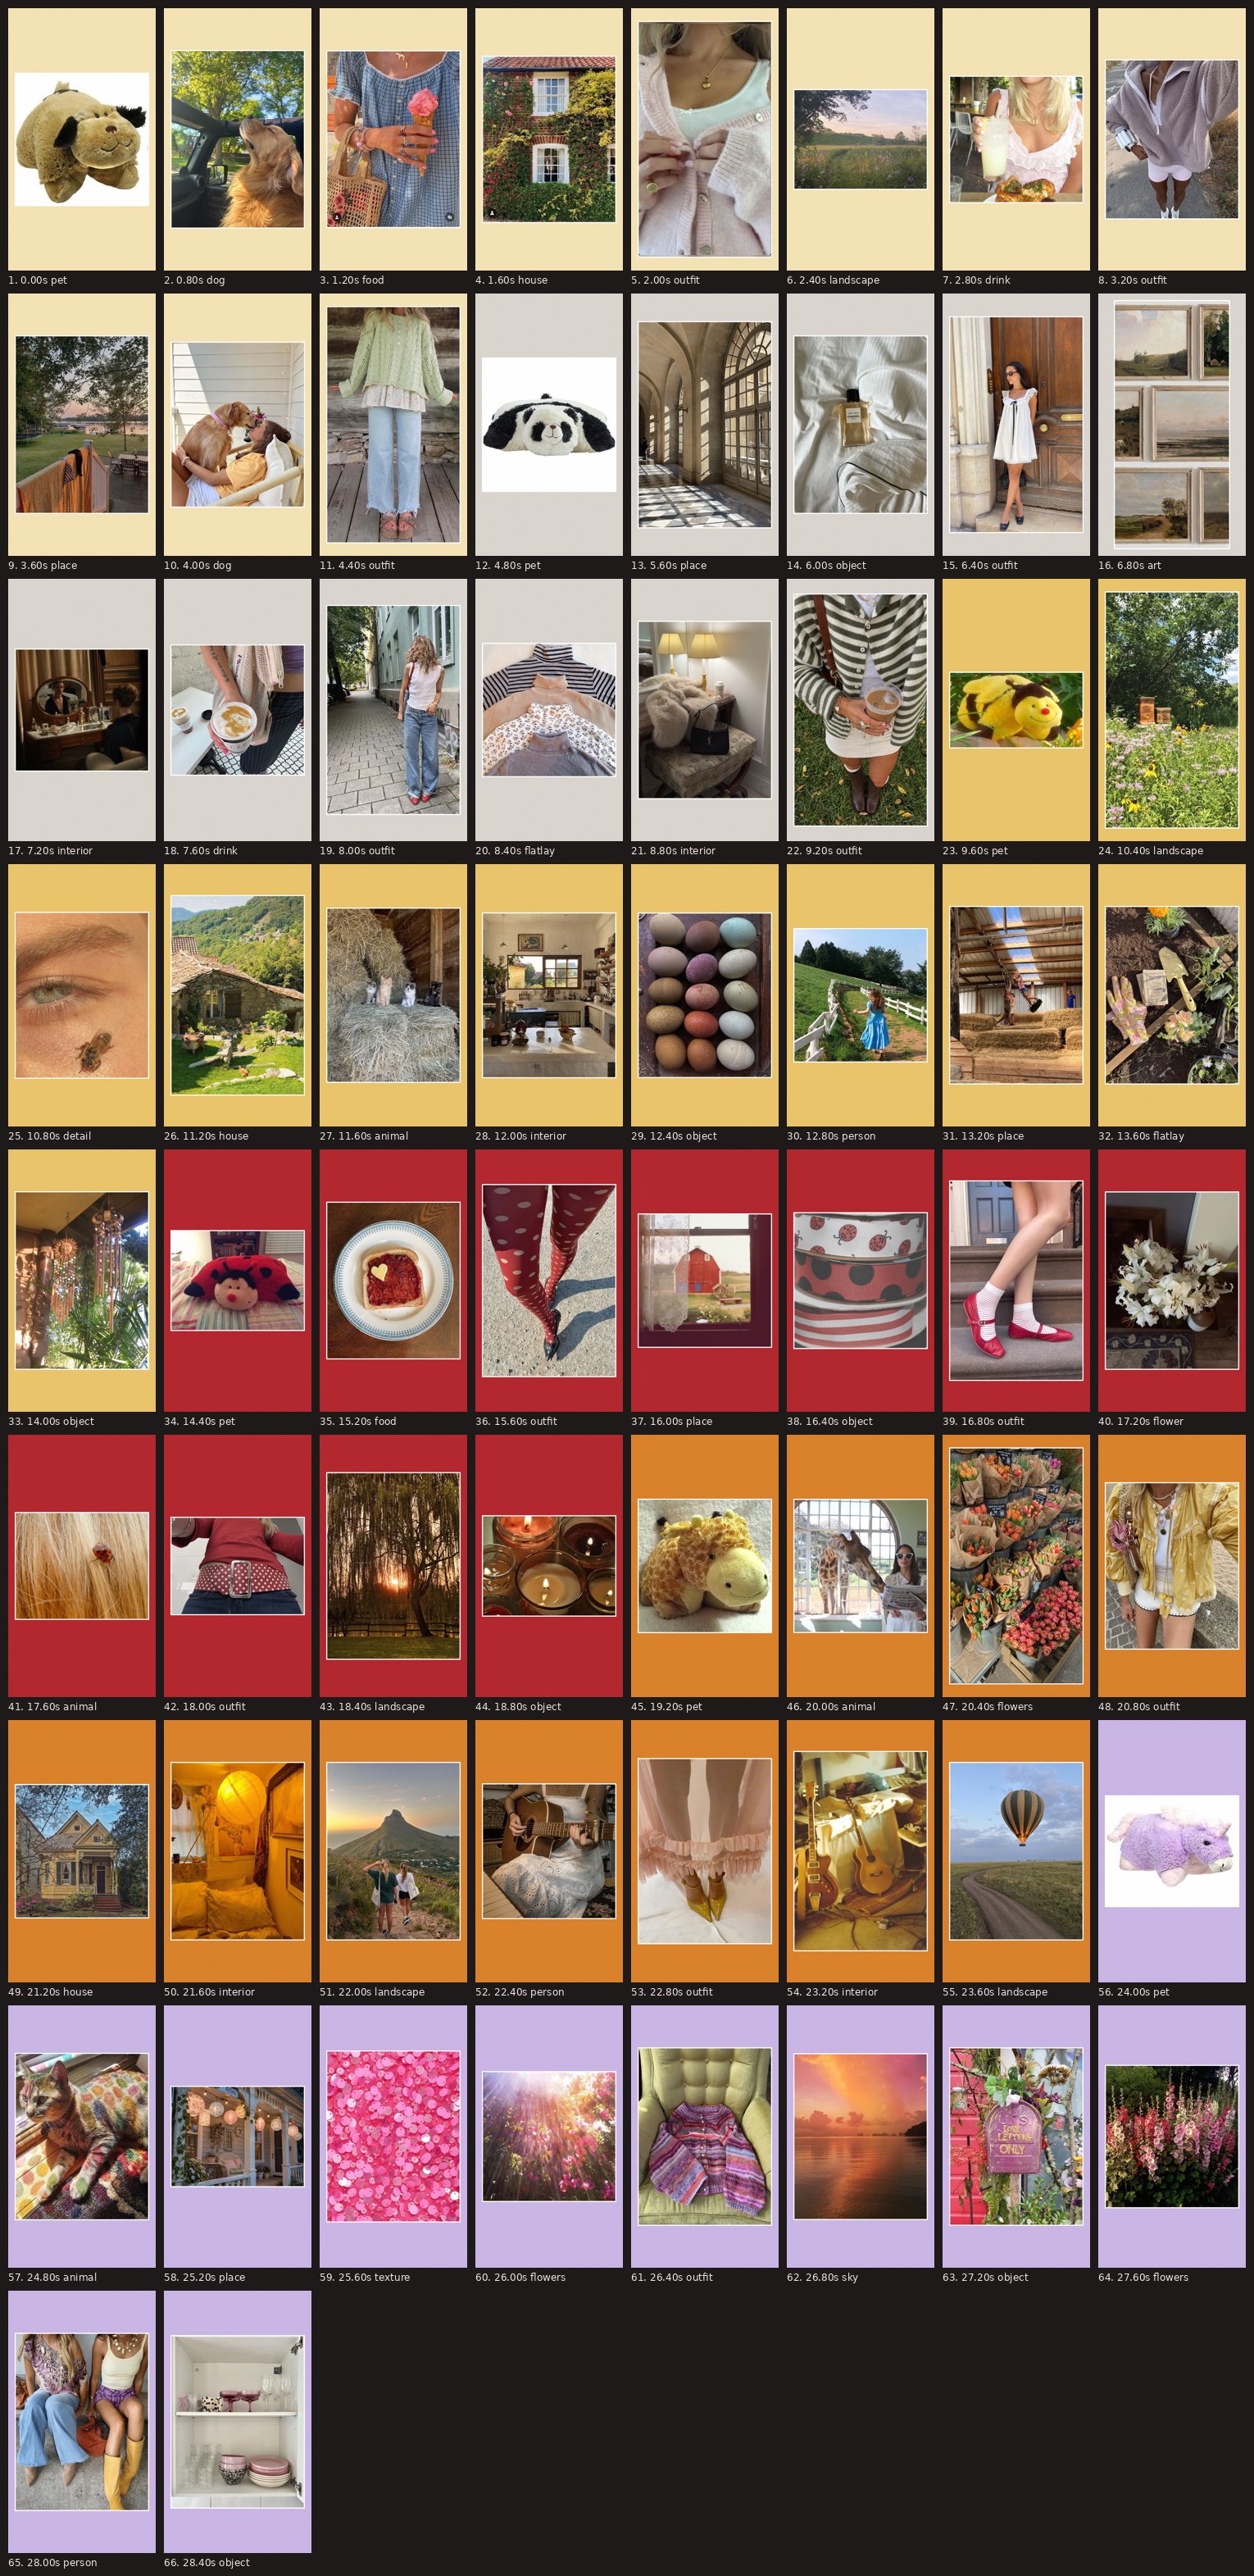 1. 0.00s pet
2. 0.80s dog
3. 1.20s food
4. 1.60s house
5. 2.00s outfit
6. 2.40s landscape
7. 2.80s drink
8. 3.20s outfit
9. 3.60s place
10. 4.00s dog
11. 4.40s outfit
12. 4.80s pet
13. 5.60s place
14. 6.00s object
15. 6.40s outfit
16. 6.80s art
17. 7.20s interior
18. 7.60s drink
19. 8.00s outfit
20. 8.40s flatlay
21. 8.80s interior
22. 9.20s outfit
23. 9.60s pet
24. 10.40s landscape
25. 10.80s detail
26. 11.20s house
27. 11.60s animal
28. 12.00s interior
29. 12.40s object
30. 12.80s person
31. 13.20s place
32. 13.60s flatlay
33. 14.00s object
34. 14.40s pet
35. 15.20s food
36. 15.60s outfit
37. 16.00s place
38. 16.40s object
39. 16.80s outfit
40. 17.20s flower
41. 17.60s animal
42. 18.00s outfit
43. 18.40s landscape
44. 18.80s object
45. 19.20s pet
46. 20.00s animal
47. 20.40s flowers
48. 20.80s outfit
49. 21.20s house
50. 21.60s interior
51. 22.00s landscape
52. 22.40s person
53. 22.80s outfit
54. 23.20s interior
55. 23.60s landscape
56. 24.00s pet
LOVE
LETTERS
ONLY
57. 24.80s animal
58. 25.20s place
59. 25.60s texture
60. 26.00s flowers
61. 26.40s outfit
62. 26.80s sky
63. 27.20s object
64. 27.60s flowers
65. 28.00s person
66. 28.40s object